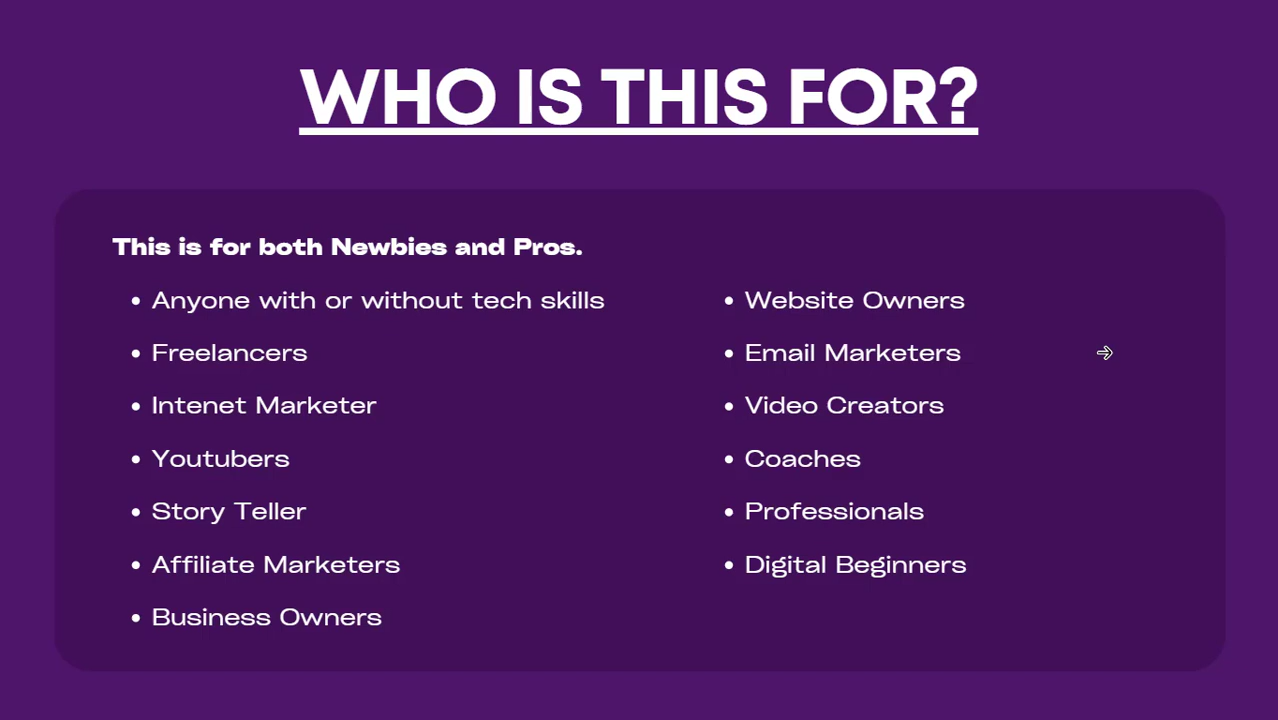 WHO IS THIS FOR?
This is for both Newbies and Pros.
• Anyone with or without tech skills
• Freelancers
• Intenet Marketer
• Youtubers
• Story Teller
• Affiliate Marketers
• Business Owners
• Website Owners
• Email Marketers
• Video Creators
• Coaches
• Professionals
• Digital Beginners